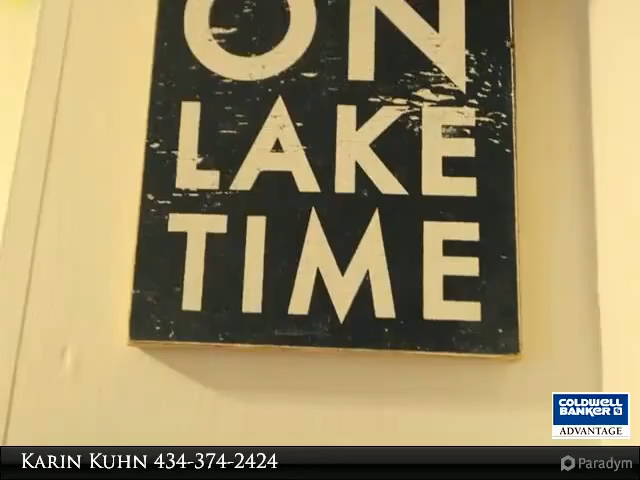 ON
LAKE
TIME
COLDWELL
BANKER
ADVANTAGE
KARIN KUHN 434-374-2424
Paradym